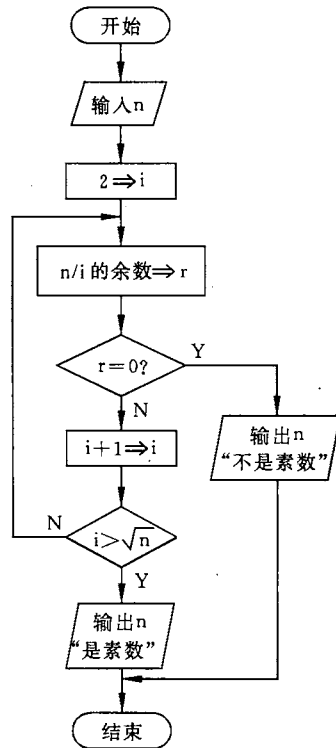 开始
输入n
2⇒i
n/i的余数⇒r
r=0?
Y
N
i+1⇒i
输出n
“不是素数”
N
i>√n
Y
输出n
“是素数”
结束